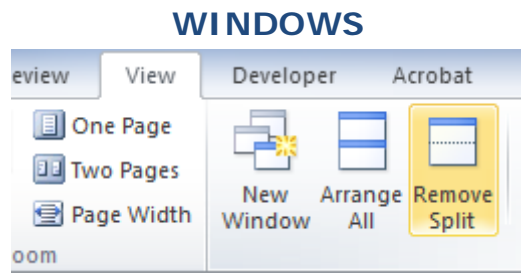 WINDOWS
eview View Developer Acrobat
One Page
Two Pages
Page Width
New Window
Arrange All
Remove Split
oom